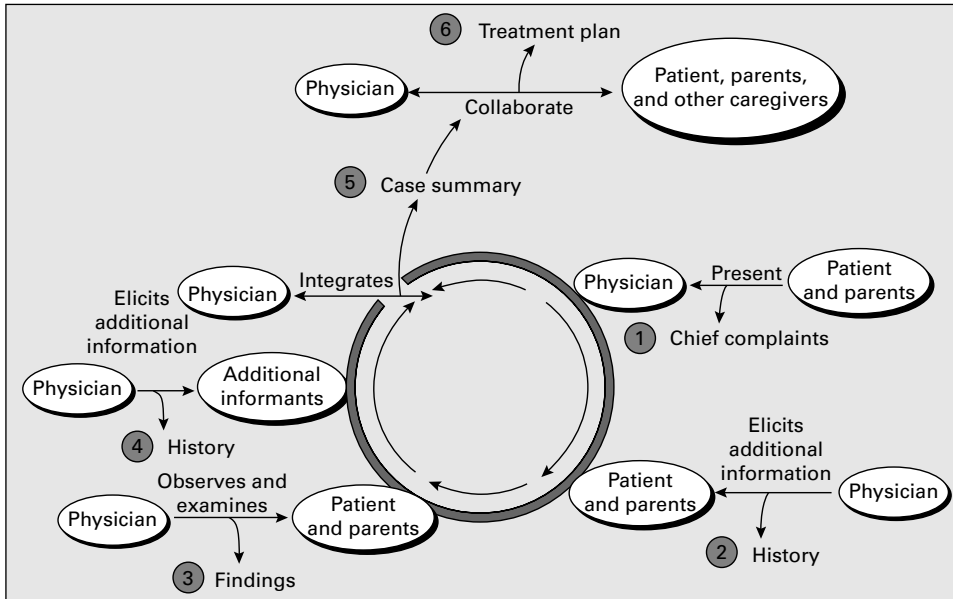 6 Treatment plan
Physician
Patient, parents,
and other caregivers
Collaborate
5 Case summary
Physician
Integrates
Physician
Present
Patient
and parents
1 Chief complaints
Elicits
additional
information
Physician
Additional
informants
4 History
Observes and
examines
Physician
Patient
and parents
3 Findings
Elicits
additional
information
Patient
and parents
Physician
2 History